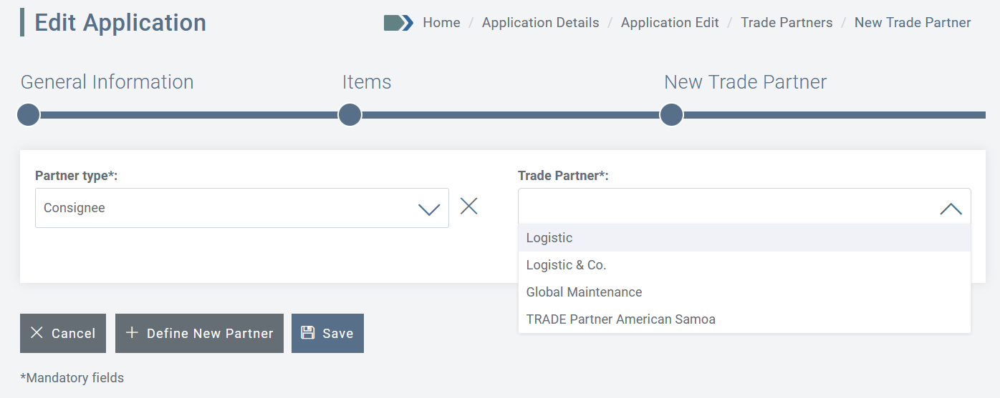 Edit Application
Home / Application Details / Application Edit / Trade Partners / New Trade Partner
General Information
Items
New Trade Partner
Partner type*:
Consignee
Trade Partner*:
Logistic
Logistic & Co.
Global Maintenance
TRADE Partner American Samoa
Cancel
Define New Partner
Save
*Mandatory fields